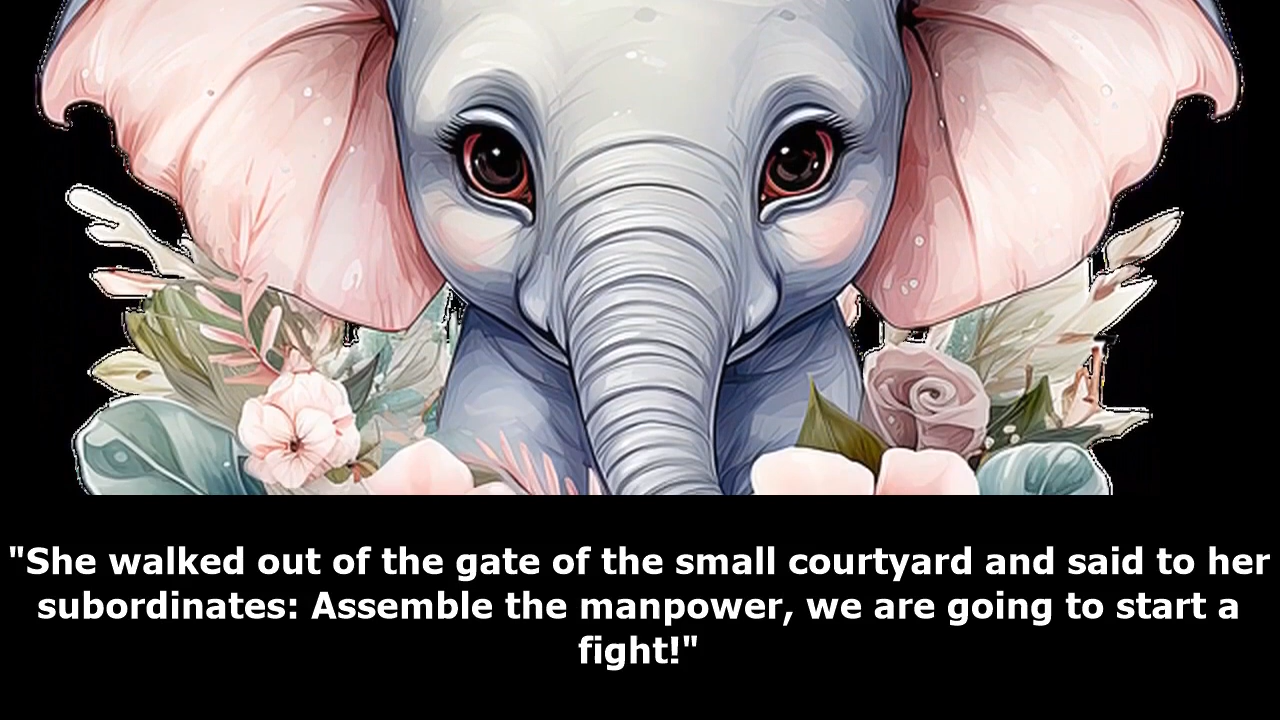 "She walked out of the gate of the small courtyard and said to her
subordinates: Assemble the manpower, we are going to start a
fight!"